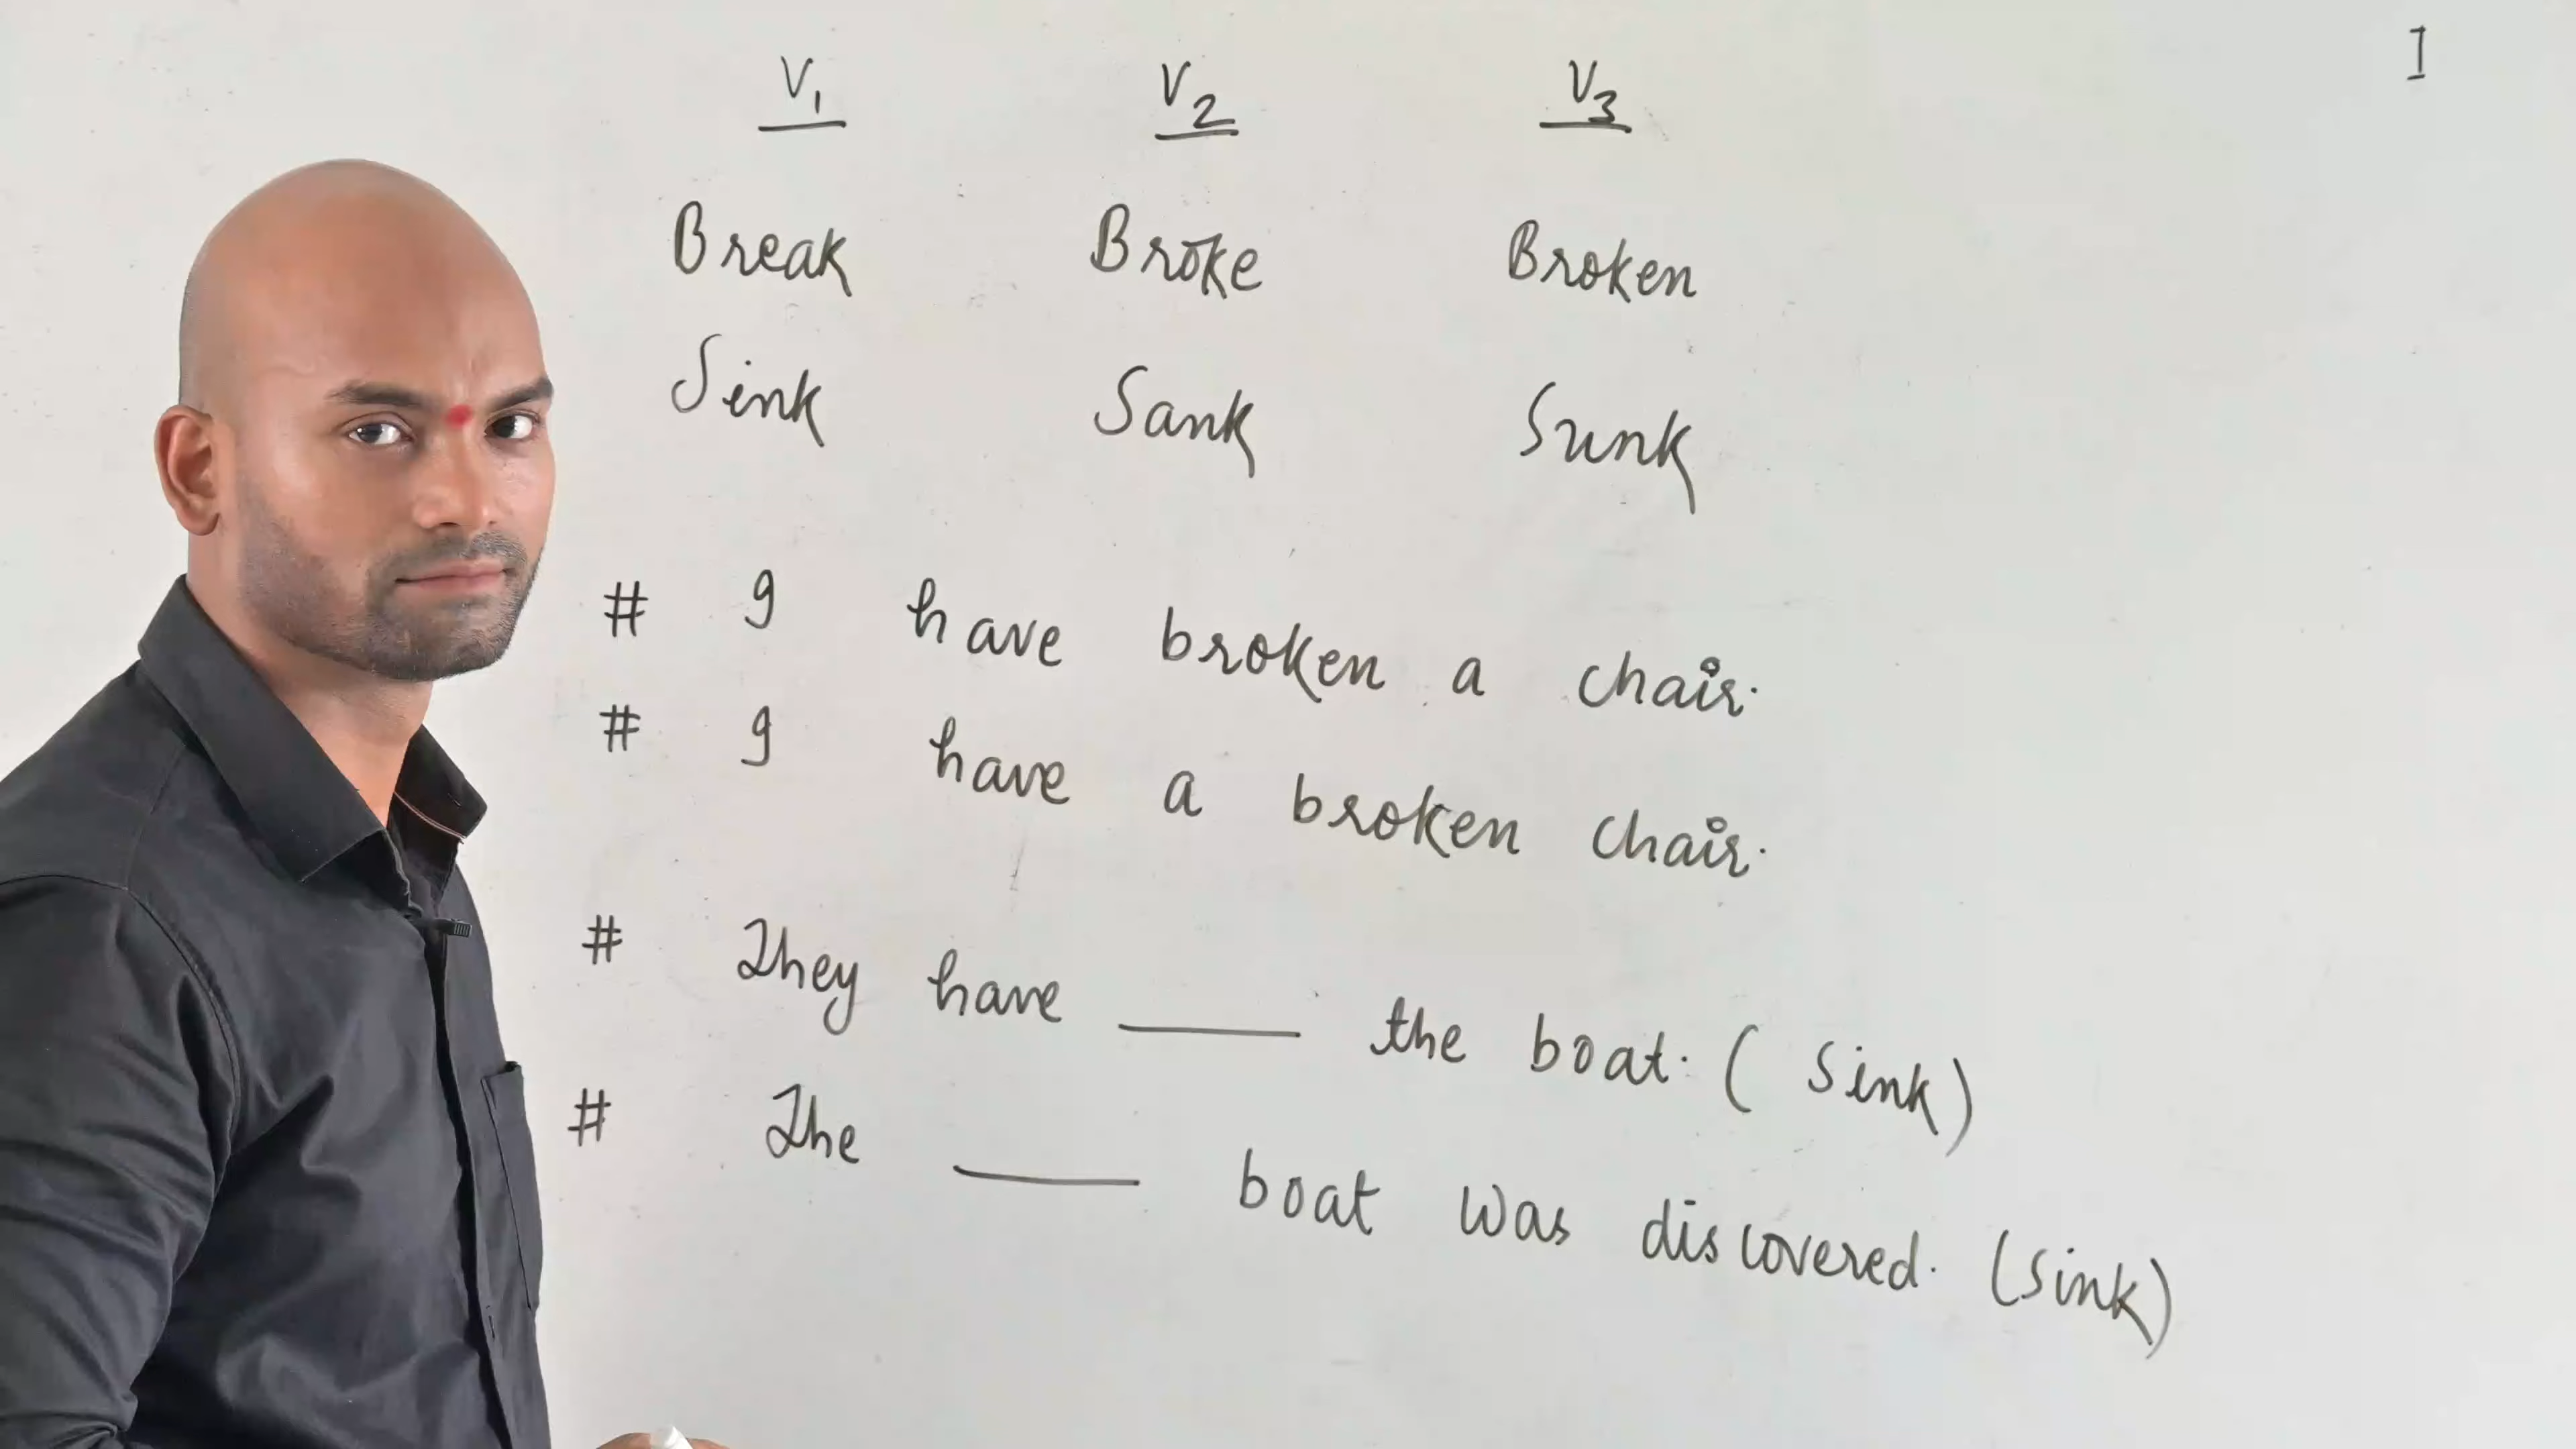 V1 V2 V3 I
Break Broke Broken
Sink Sank Sunk
# I have broken a chair.
# I have a broken chair.
# They have ____ the boat. (Sink)
# The ____ boat was discovered. (Sink)